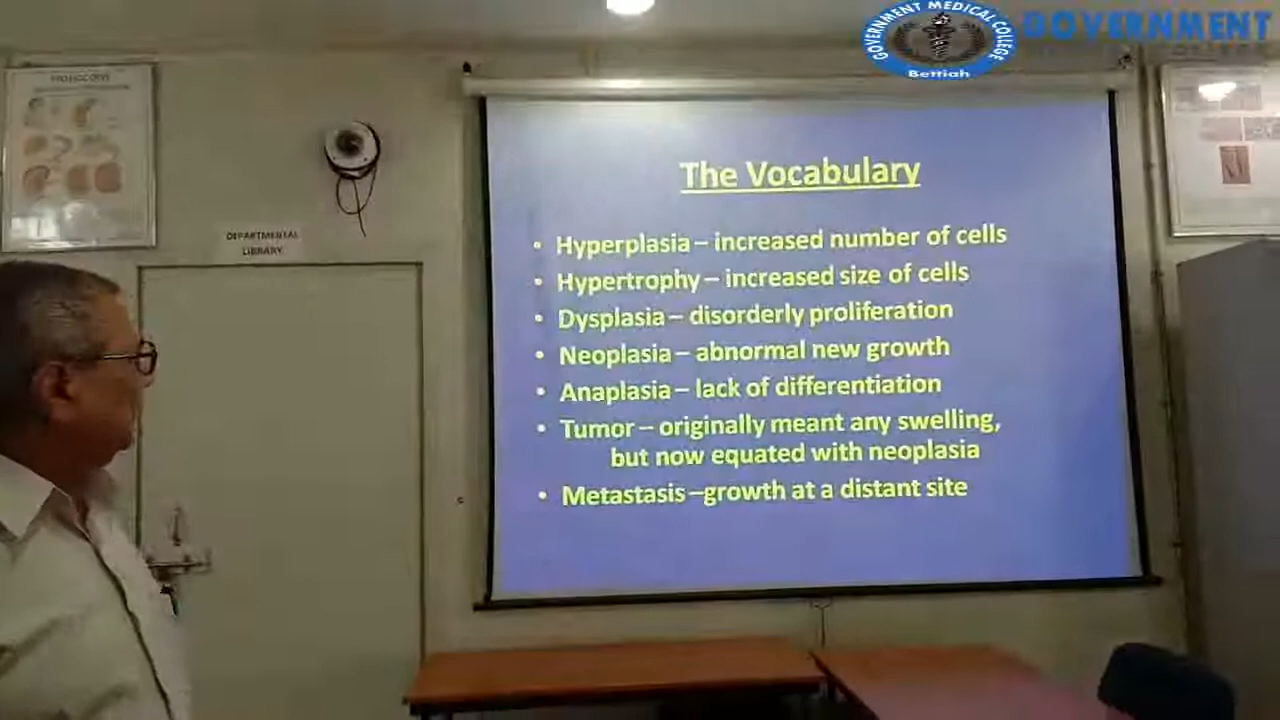 GOVERNMENT MEDICAL COLLEGE
Bettiah
GOVERNMENT
DEPARTMENTAL
LIBRARY
The Vocabulary
• Hyperplasia – increased number of cells
• Hypertrophy – increased size of cells
• Dysplasia – disorderly proliferation
• Neoplasia – abnormal new growth
• Anaplasia – lack of differentiation
• Tumor – originally meant any swelling,
but now equated with neoplasia
• Metastasis –growth at a distant site